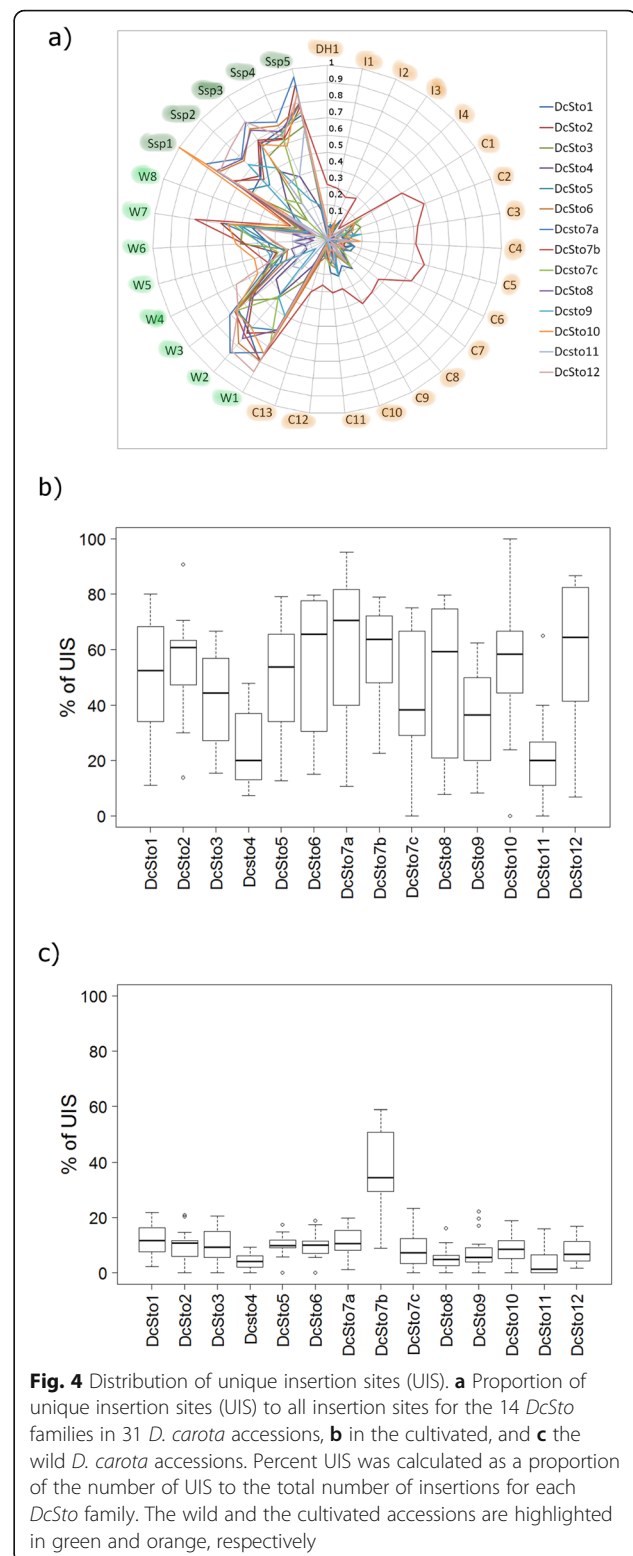 a)
DH1
I1
I2
I3
I4
C1
C2
C3
C4
C5
C6
C7
C8
C9
C10
C11
C12
C13
W1
W2
W3
W4
W5
W6
W7
W8
Ssp1
Ssp2
Ssp3
Ssp4
Ssp5
1
0.9
0.8
0.7
0.6
0.5
0.4
0.3
0.2
0.1
DcSto1
DcSto2
DcSto3
DcSto4
DcSto5
DcSto6
Dcsto7a
DcSto7b
Dcsto7c
DcSto8
Dcsto9
DcSto10
Dcsto11
DcSto12
b)
% of UIS
100
80
60
40
20
0
DcSto1
DcSto2
DcSto3
DcSto4
DcSto5
DcSto6
DcSto7a
DcSto7b
DcSto7c
DcSto8
DcSto9
DcSto10
DcSto11
DcSto12
c)
% of UIS
100
80
60
40
20
0
DcSto1
DcSto2
DcSto3
DcSto4
DcSto5
DcSto6
DcSto7a
DcSto7b
DcSto7c
DcSto8
DcSto9
DcSto10
DcSto11
DcSto12
Fig. 4 Distribution of unique insertion sites (UIS). a Proportion of
unique insertion sites (UIS) to all insertion sites for the 14 DcSto
families in 31 D. carota accessions, b in the cultivated, and c the
wild D. carota accessions. Percent UIS was calculated as a proportion
of the number of UIS to the total number of insertions for each
DcSto family. The wild and the cultivated accessions are highlighted
in green and orange, respectively